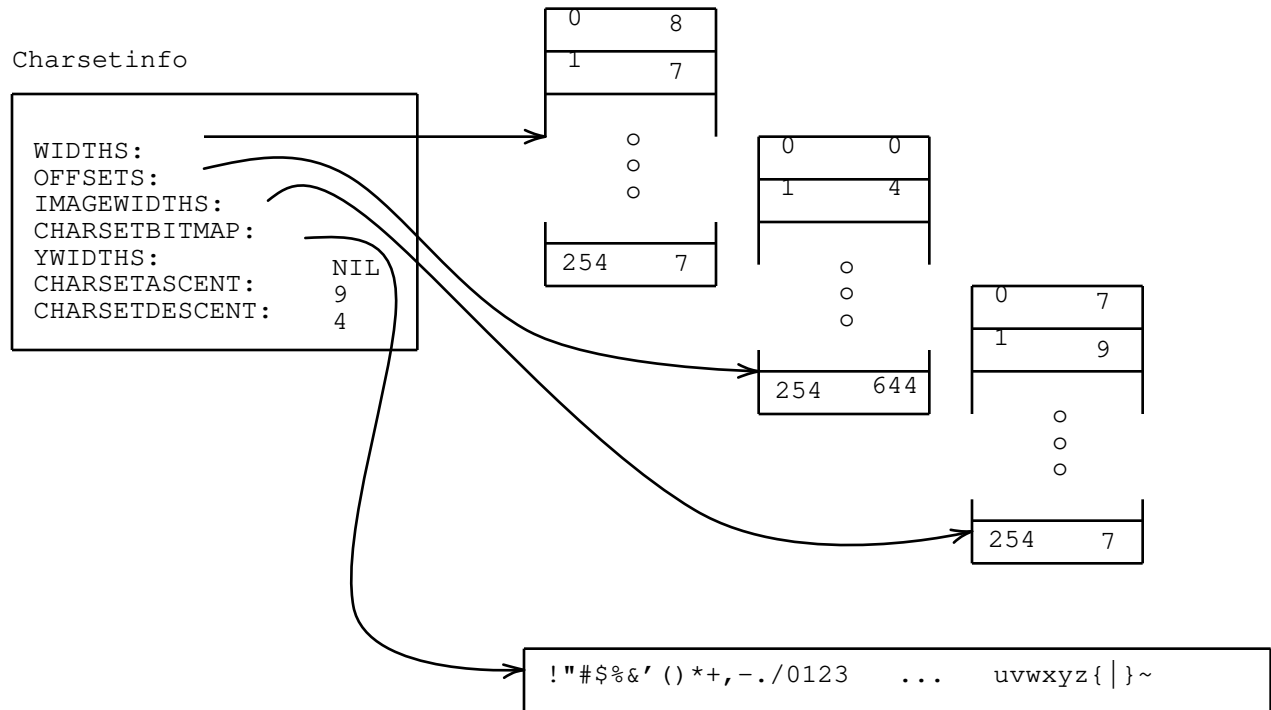 Charsetinfo
WIDTHS:
OFFSETS:
IMAGEWIDTHS:
CHARSETBITMAP:
YWIDTHS: NIL
CHARSETASCENT: 9
CHARSETDESCENT: 4
0 8
1 7
254 7
0 0
1 4
254 644
0 7
1 9
254 7
!"#$%&'()*+,-./0123 ... uvwxyz{|}~